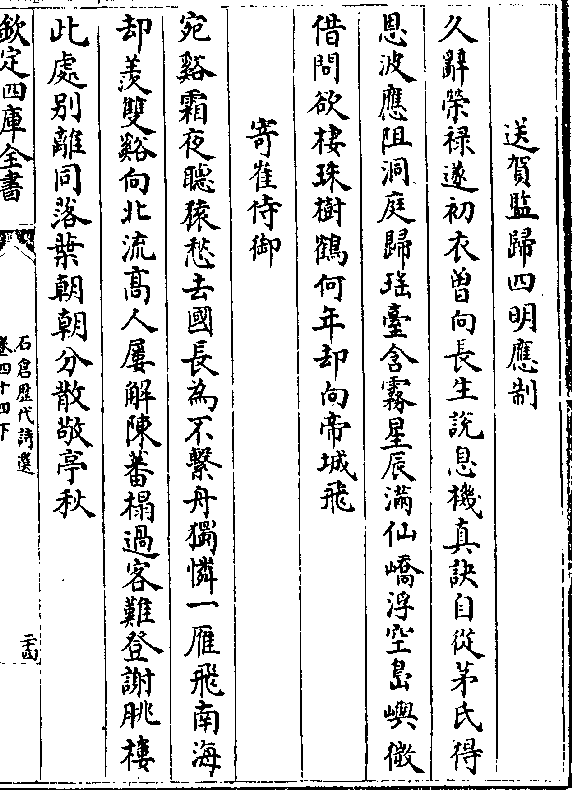 送賀監歸四明應制
久辭榮禄遂初衣曽向長生說息機真訣自從茅氏得
恩波應阻洞庭歸瑶臺含霧星辰滿仙嶠浮空島嶼微
借問欲棲珠樹鶴何年却向帝城飛
寄崔侍御
宛谿霜夜聽猿愁去國長為不繫舟獨憐一雁飛南海
却羨雙谿向北流高人屢解陳蕃榻過客難登謝朓樓
此處别離同落葉朝朝分散敬亭秋
欽定四庫全書
石倉歴代詩選
卷四十四下
二十四